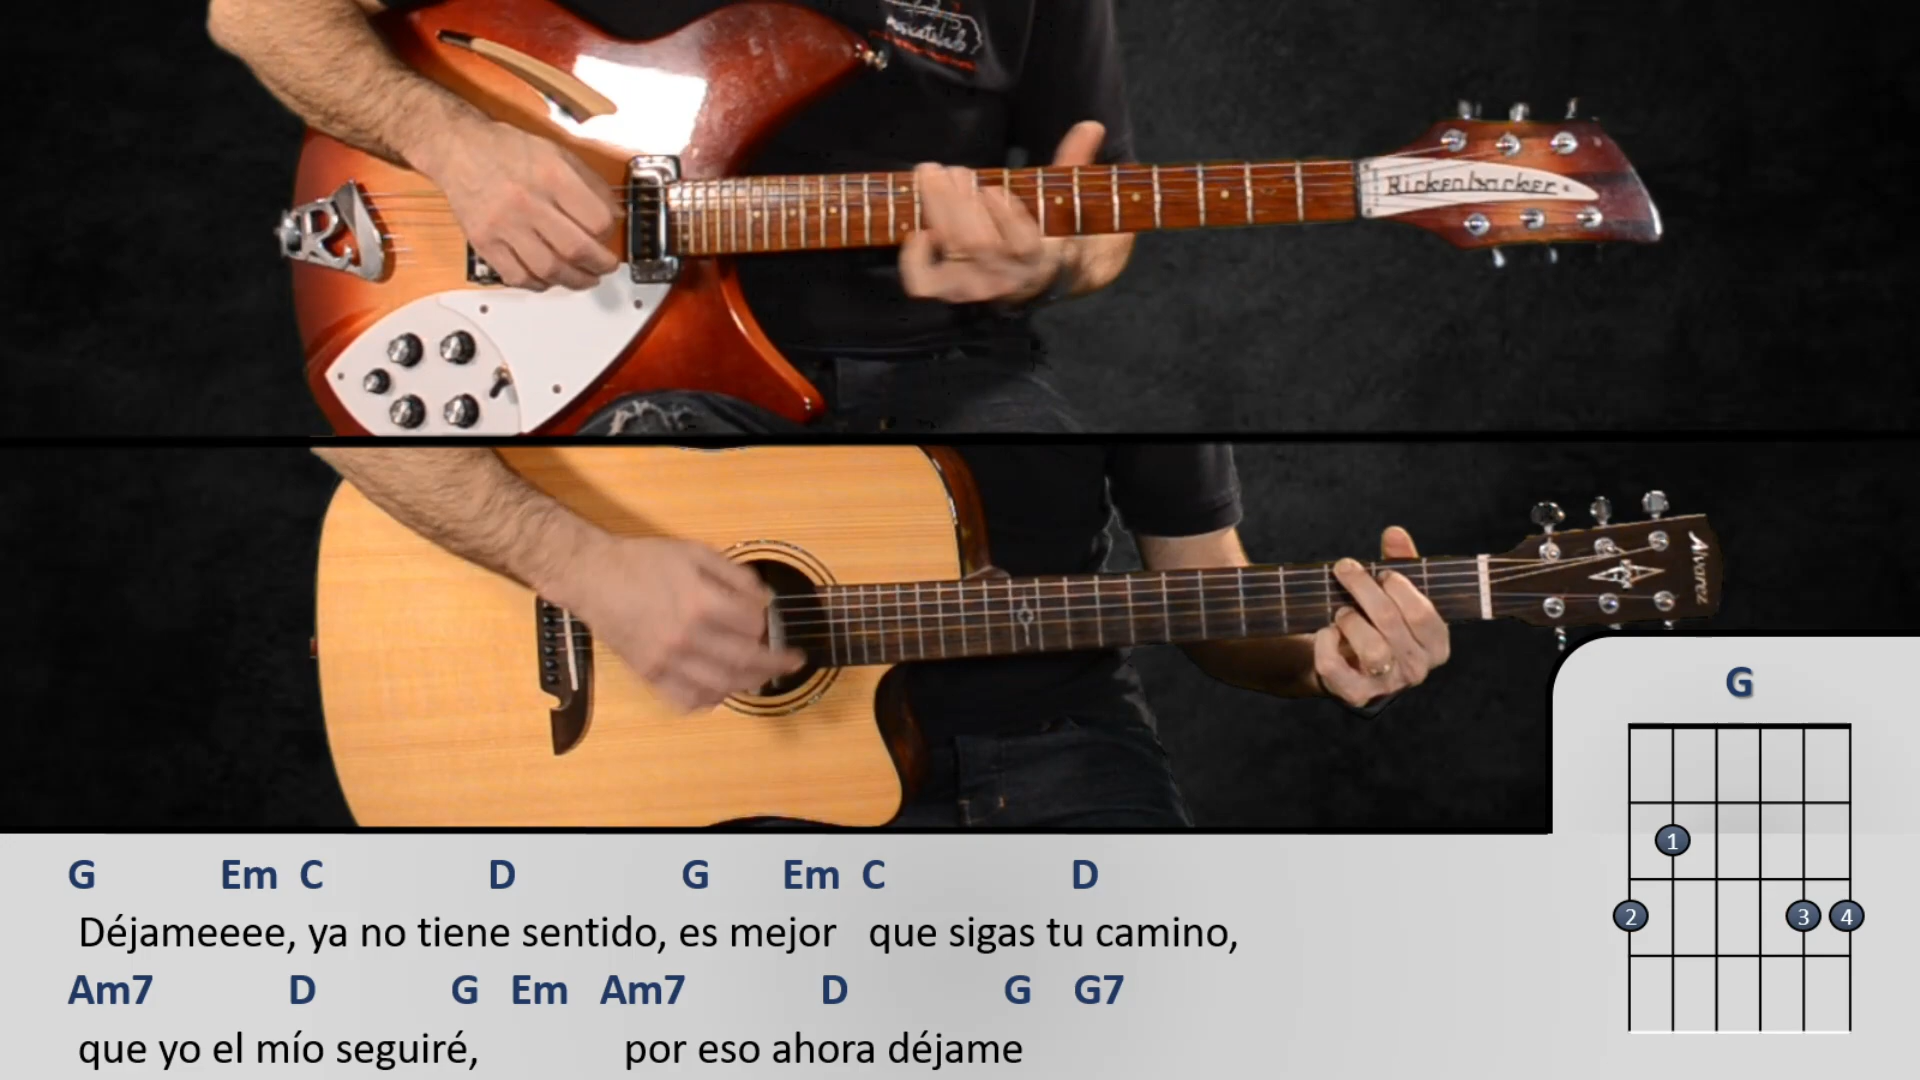 Rickenbacker
Alvarez
G
1
2 3 4
G Em C D G Em C D
Déjameeee, ya no tiene sentido, es mejor que sigas tu camino,
Am7 D G Em Am7 D G G7
que yo el mío seguiré, por eso ahora déjame